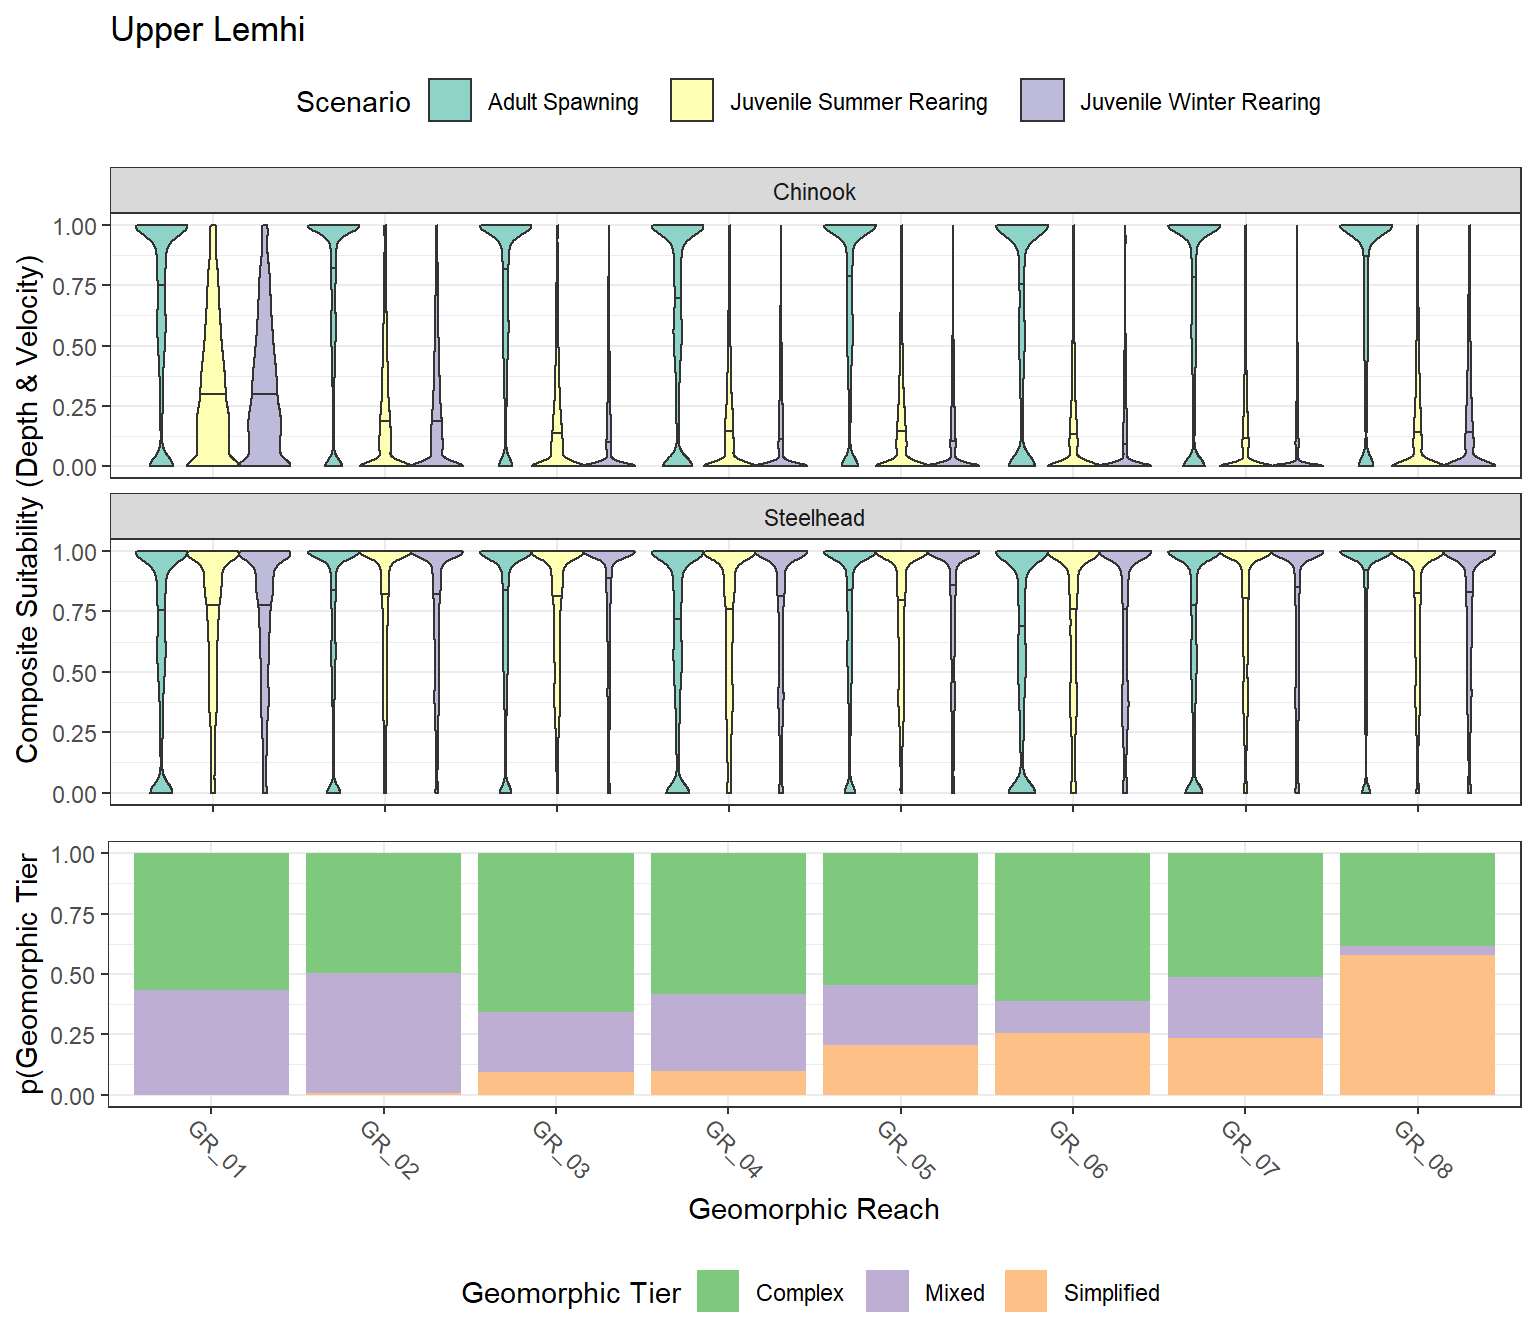 Upper Lemhi
Scenario
Adult Spawning
Juvenile Summer Rearing
Juvenile Winter Rearing
Composite Suitability (Depth & Velocity)
Chinook
1.00
0.75
0.50
0.25
0.00
Steelhead
1.00
0.75
0.50
0.25
0.00
p(Geomorphic Tier
1.00
0.75
0.50
0.25
0.00
GR_01
GR_02
GR_03
GR_04
GR_05
GR_06
GR_07
GR_08
Geomorphic Reach
Geomorphic Tier
Complex
Mixed
Simplified